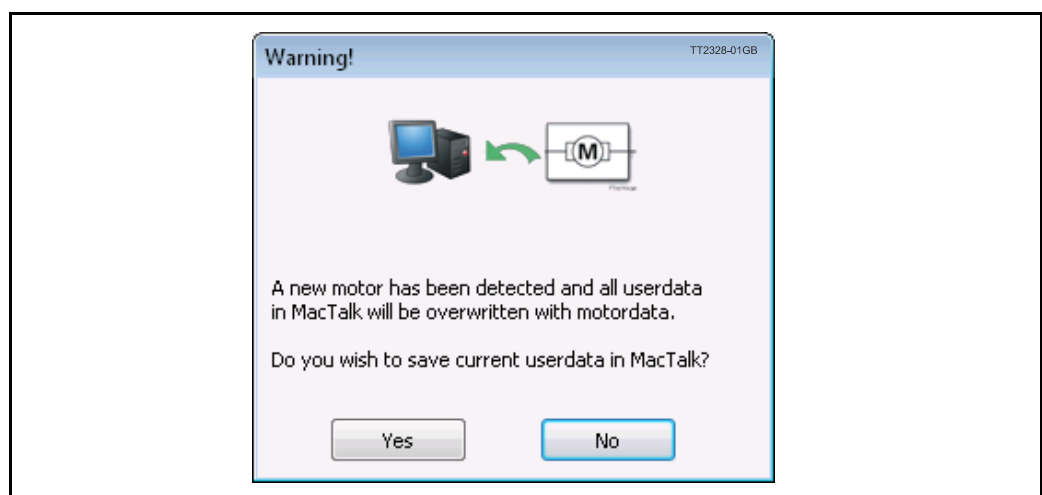 Warning!
TT2328-01GB
M
A new motor has been detected and all userdata
in MacTalk will be overwritten with motordata.
Do you wish to save current userdata in MacTalk?
Yes
No